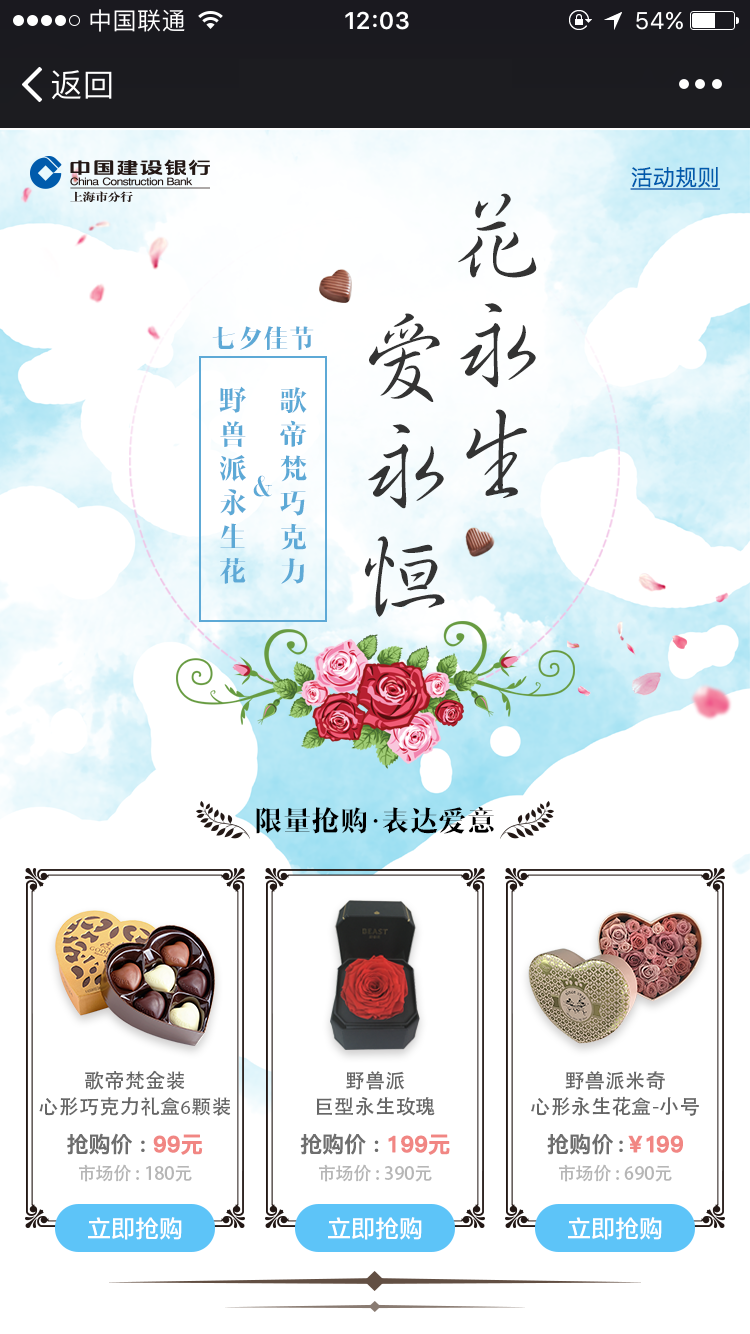 中国联通
12:03
54%
返回
中国建设银行
China Construction Bank
上海市分行
活动规则
花永生
爱永恒
七夕佳节
歌帝梵巧克力
&
野兽派永生花
限量抢购·表达爱意
BEAST
歌帝梵金装
心形巧克力礼盒6颗装
抢购价：99元
市场价：180元
立即抢购
野兽派
巨型永生玫瑰
抢购价：199元
市场价：390元
立即抢购
野兽派米奇
心形永生花盒-小号
抢购价：¥199
市场价：690元
立即抢购